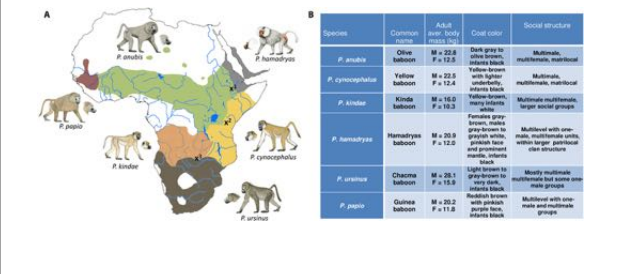 A
P. anubis
P. hamadryas
P. papio
P. kindae
P. cynocephalus
P. ursinus
x¹
x²
x³
B
Species
Common
name
Adult
aver. body
mass (kg)
Coat color
Social structure
P. anubis
Olive
baboon
M = 22.8
F = 12.5
Dark gray to
olive brown,
infants black
Multimale,
multifemale, matrilocal
P. cynocephalus
Yellow
baboon
M = 22.5
F = 12.4
Yellow-brown
with lighter
underbelly,
infants black
Multimale,
multifemale, matrilocal
P. kindae
Kinda
baboon
M = 16.0
F = 10.3
Yellow-brown,
many infants
white
Multimale multifemale,
larger social groups
P. hamadryas
Hamadryas
baboon
M = 20.9
F = 12.0
Females gray-
brown, males
gray-brown to
grayish white,
pinkish face
and prominent
mantle, infants
black
Multilevel with one-
male, multifemale units,
within larger patrilocal
clan structure
P. ursinus
Chacma
baboon
M = 28.1
F = 15.9
Light brown to
gray-brown to
very dark,
infants black
Mostly multimale
multifemale but some one-
male groups
P. papio
Guinea
baboon
M = 20.2
F = 11.8
Reddish brown
with pinkish
purple face,
infants black
Multilevel with one-
male and multimale
groups